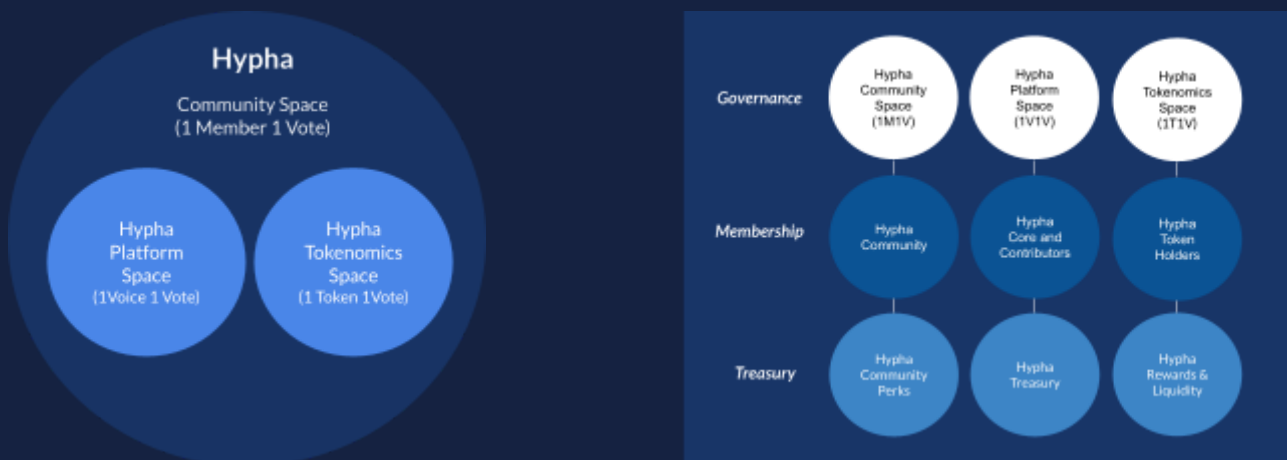 Hypha
Community Space
(1 Member 1 Vote)
Hypha
Platform
Space
(1Voice 1 Vote)
Hypha
Tokenomics
Space
(1 Token 1Vote)
Governance
Hypha
Community
Space
(1M1V)
Hypha
Platform
Space
(1V1V)
Hypha
Tokenomics
Space
(1T1V)
Membership
Hypha
Community
Hypha
Core and
Contributors
Hypha
Token
Holders
Treasury
Hypha
Community
Perks
Hypha
Treasury
Hypha
Rewards &
Liquidity